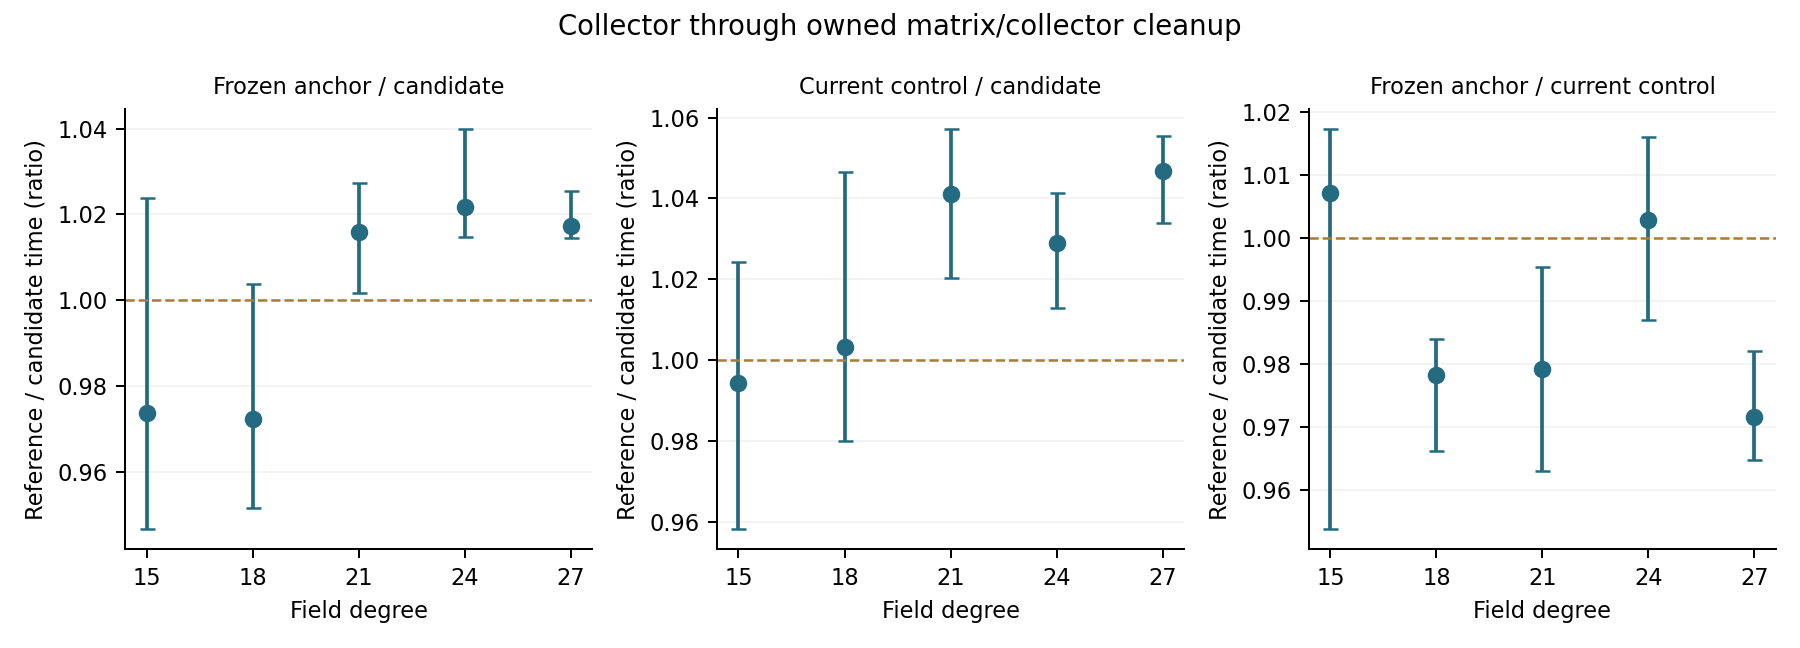 Collector through owned matrix/collector cleanup
Frozen anchor / candidate
Reference / candidate time (ratio)
1.04
1.02
1.00
0.98
0.96
15 18 21 24 27
Field degree
Current control / candidate
Reference / candidate time (ratio)
1.06
1.04
1.02
1.00
0.98
0.96
15 18 21 24 27
Field degree
Frozen anchor / current control
Reference / candidate time (ratio)
1.02
1.01
1.00
0.99
0.98
0.97
0.96
15 18 21 24 27
Field degree